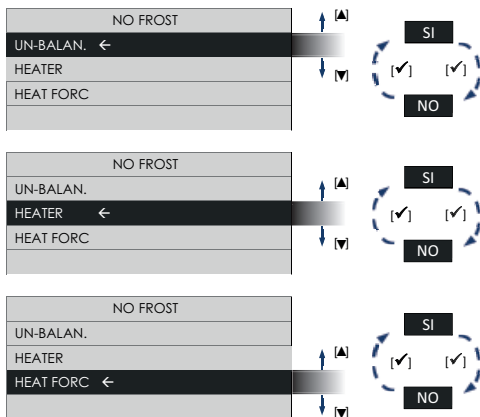 NO FROST
UN-BALAN. ←
HEATER
HEAT FORC
[▲]
[▼]
SI
[✔] [✓]
NO
NO FROST
UN-BALAN.
HEATER ←
HEAT FORC
[▲]
[▼]
SI
[✔] [✓]
NO
NO FROST
UN-BALAN.
HEATER
HEAT FORC ←
[▲]
[▼]
SI
[✔] [✓]
NO